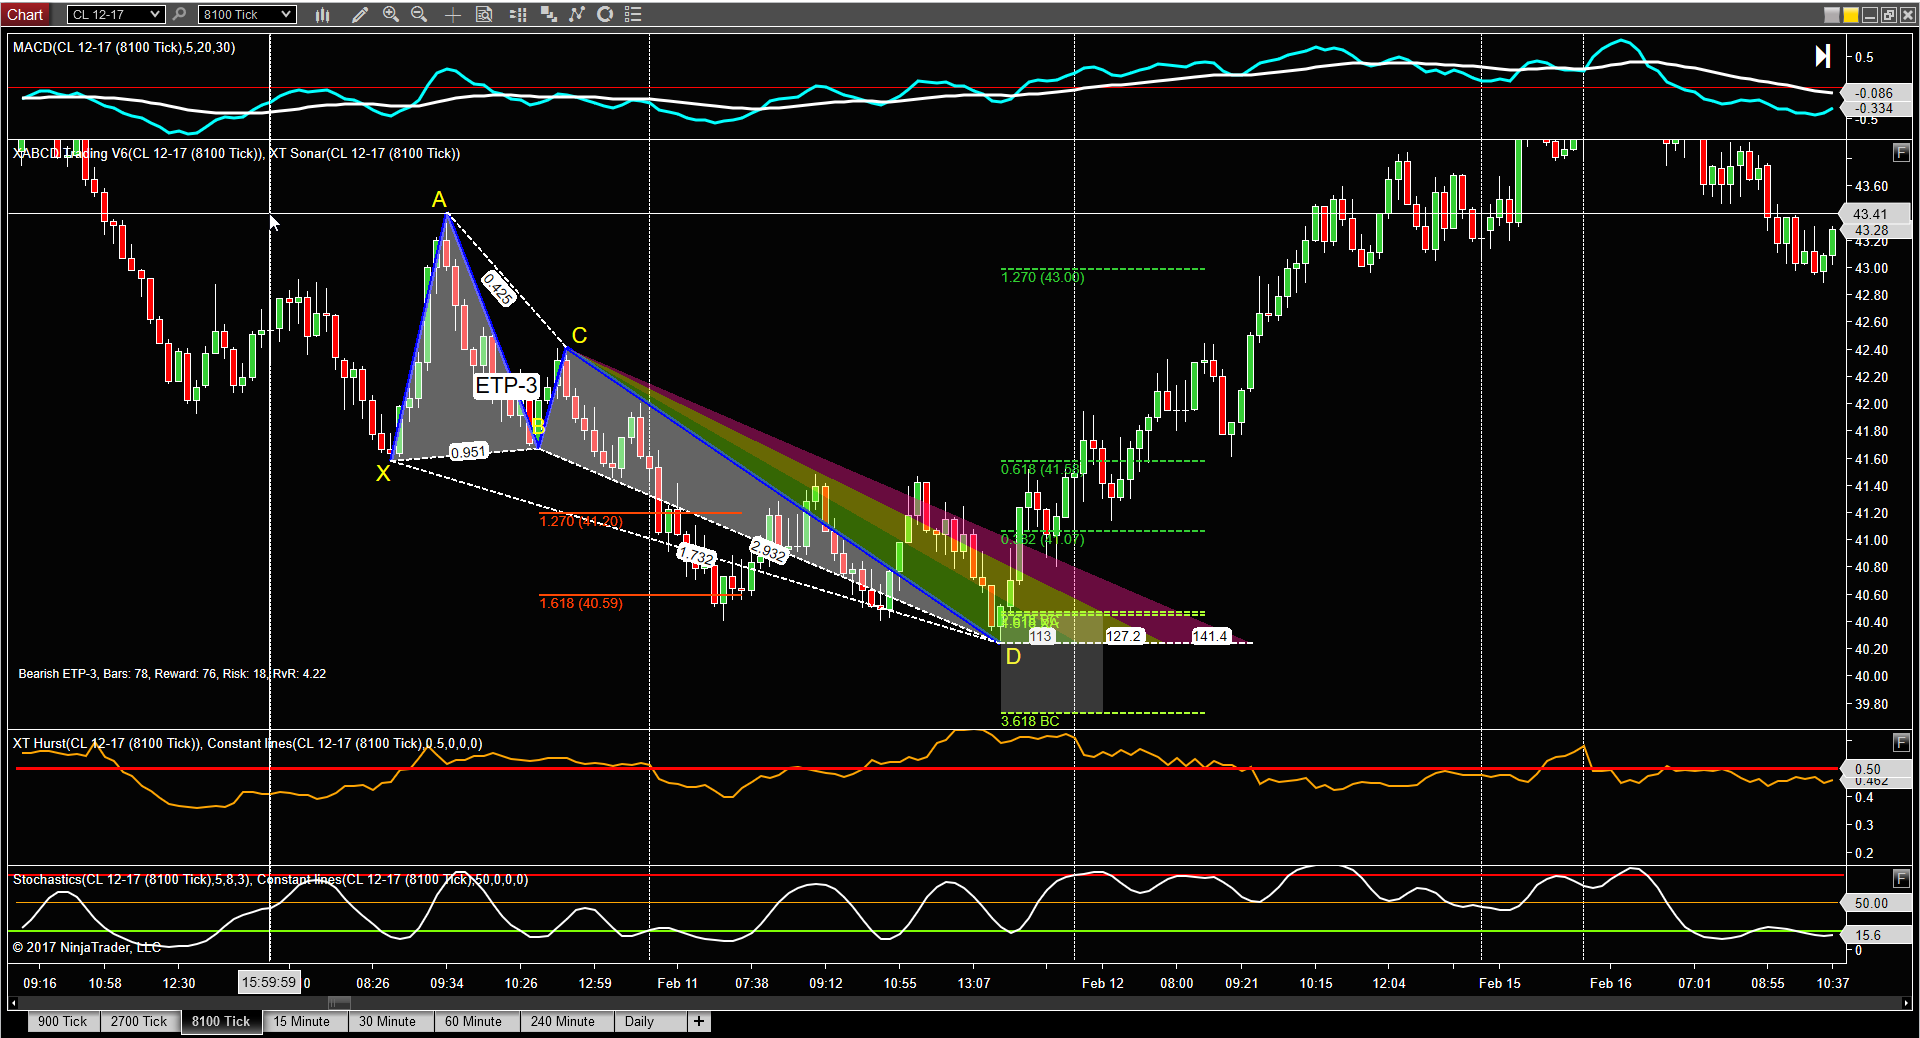 Chart CL 12-17 8100 Tick
MACD(CL 12-17 (8100 Tick),5,20,30)
0.5
-0.086
-0.334
-0.5
XABCD Trading V6(CL 12-17 (8100 Tick)), XT Sonar(CL 12-17 (8100 Tick))
F
43.60
43.41
43.28
43.20
43.00
42.80
42.60
42.40
42.20
42.00
41.80
41.60
41.40
41.20
41.00
40.80
40.60
40.40
40.20
40.00
39.80
A
0.425
1.270 (43.00)
C
ETP-3
B
0.951
X
0.618 (41.58)
1.270 (41.20)
0.382 (41.07)
1.732
2.932
1.618 (40.59)
113
127.2
141.4
D
Bearish ETP-3, Bars: 78, Reward: 76, Risk: 18, RvR: 4.22
3.618 BC
XT Hurst(CL 12-17 (8100 Tick)), Constant lines(CL 12-17 (8100 Tick),0.5,0,0,0)
F
0.50
0.462
0.4
0.3
0.2
Stochastics(CL 12-17 (8100 Tick),5,8,3), Constant lines(CL 12-17 (8100 Tick),50,0,0,0)
F
50.00
15.6
0
© 2017 NinjaTrader, LLC
09:16 10:58 12:30 15:59:59 0 08:26 09:34 10:26 12:59 Feb 11 07:38 09:12 10:55 13:07 Feb 12 08:00 09:21 10:15 12:04 Feb 15 Feb 16 07:01 08:55 10:37
900 Tick 2700 Tick 8100 Tick 15 Minute 30 Minute 60 Minute 240 Minute Daily +